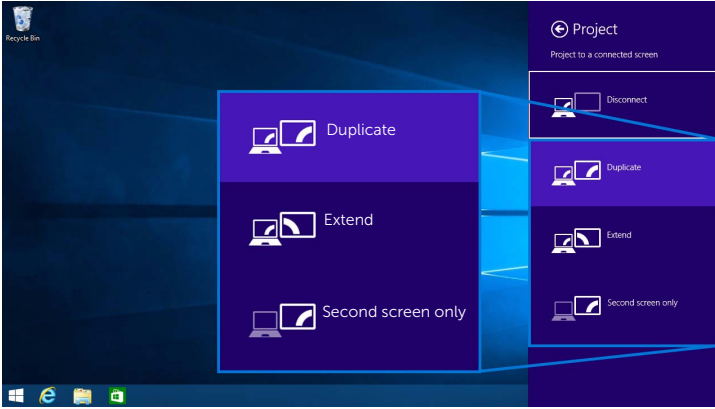 Recycle Bin
Project
Project to a connected screen
Disconnect
Duplicate
Extend
Second screen only
Duplicate
Extend
Second screen only